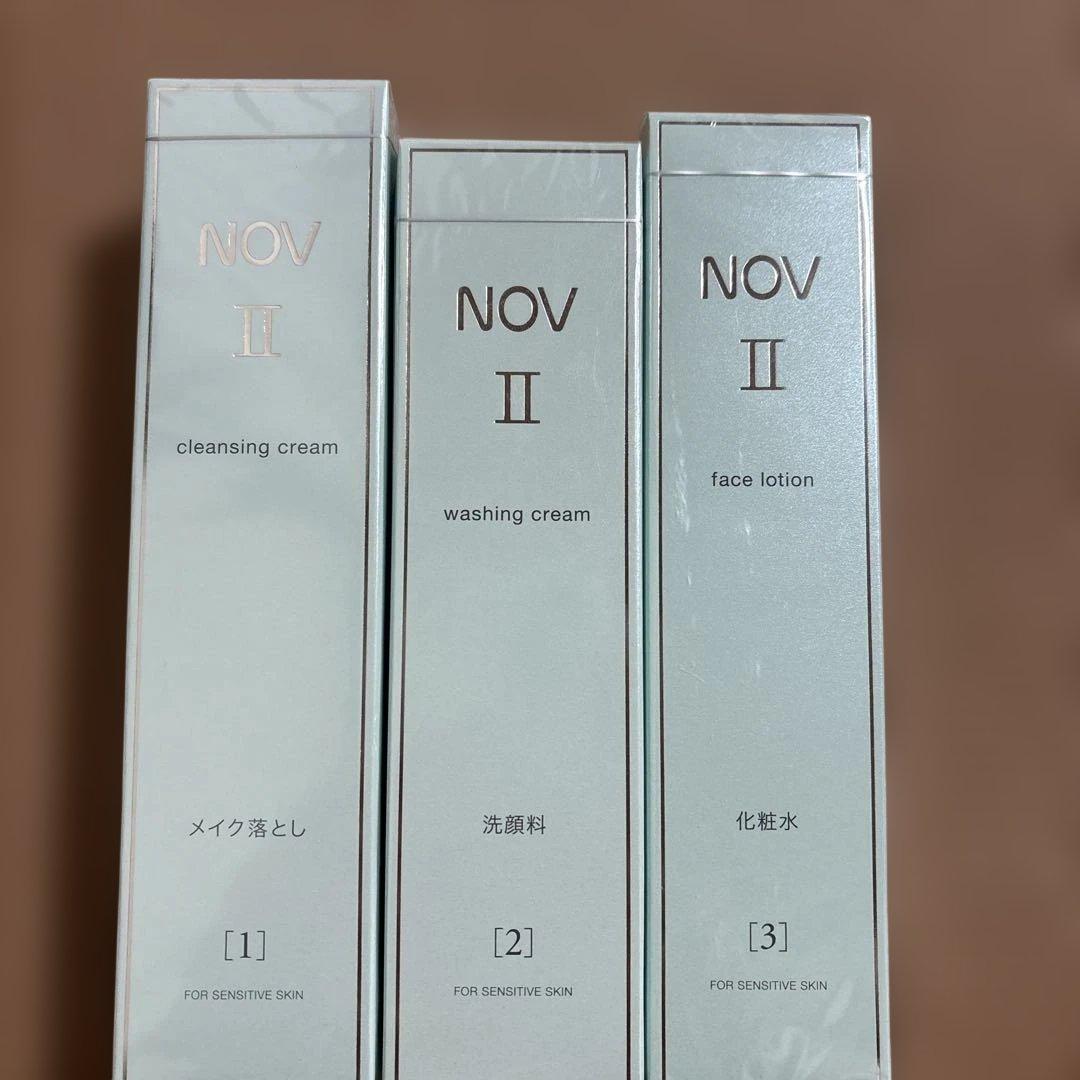 NOV
II
cleansing cream
メイク落とし
[1]
FOR SENSITIVE SKIN
NOV
II
washing cream
洗顔料
[2]
FOR SENSITIVE SKIN
NOV
II
face lotion
化粧水
[3]
FOR SENSITIVE SKIN